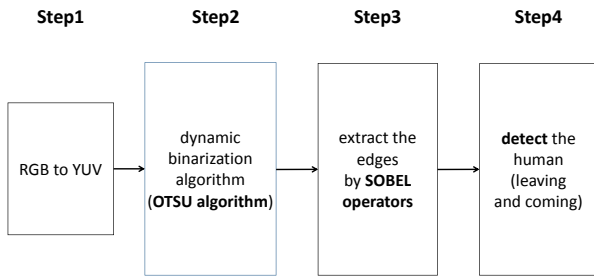 Step1 Step2 Step3 Step4
RGB to YUV
dynamic
binarization
algorithm
(OTSU algorithm)
extract the
edges
by SOBEL
operators
detect the
human
(leaving
and coming)